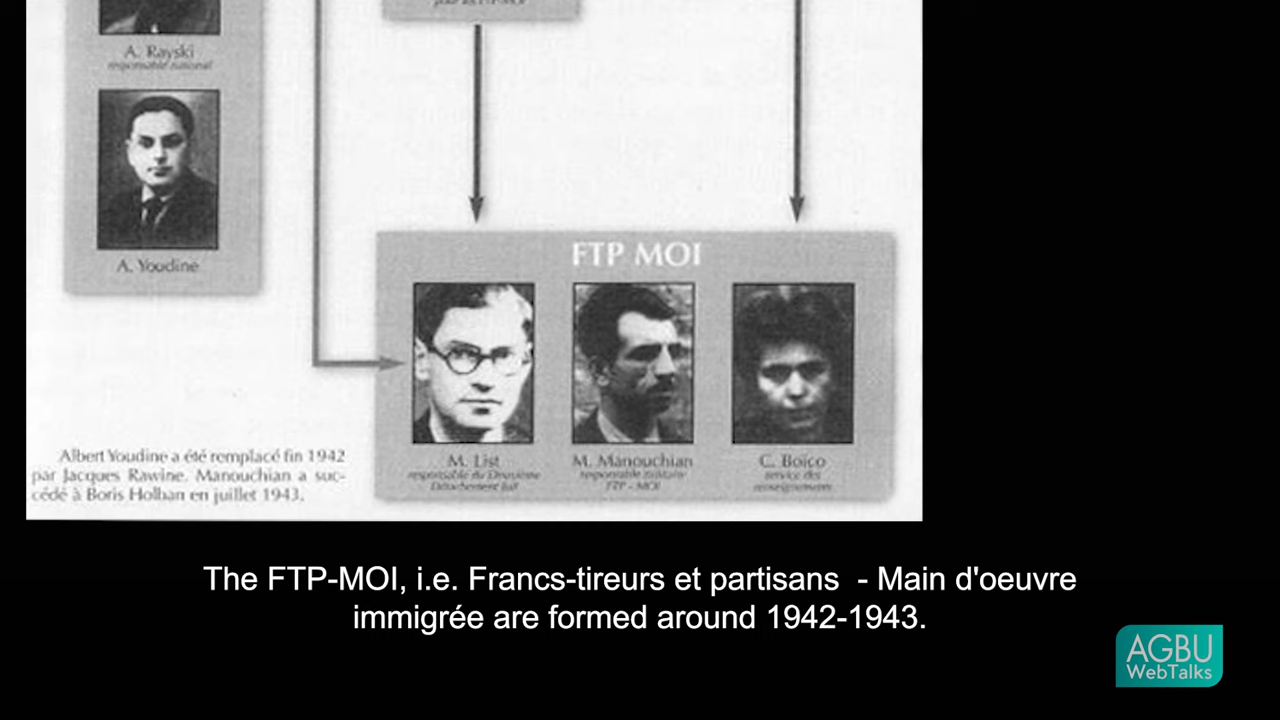 A. Rayski
responsable national
A. Youdine
FTP MOI
M. List
responsable du Deuxième
Détachement Juif
M. Manouchian
responsable militaire
FTP - MOI
C. Boïco
service des
renseignements
Albert Youdine a été remplacé fin 1942
par Jacques Rawine. Manouchian a suc-
cédé à Boris Holban en juillet 1943.
The FTP-MOI, i.e. Francs-tireurs et partisans - Main d'oeuvre
immigrée are formed around 1942-1943.
AGBU
WebTalks